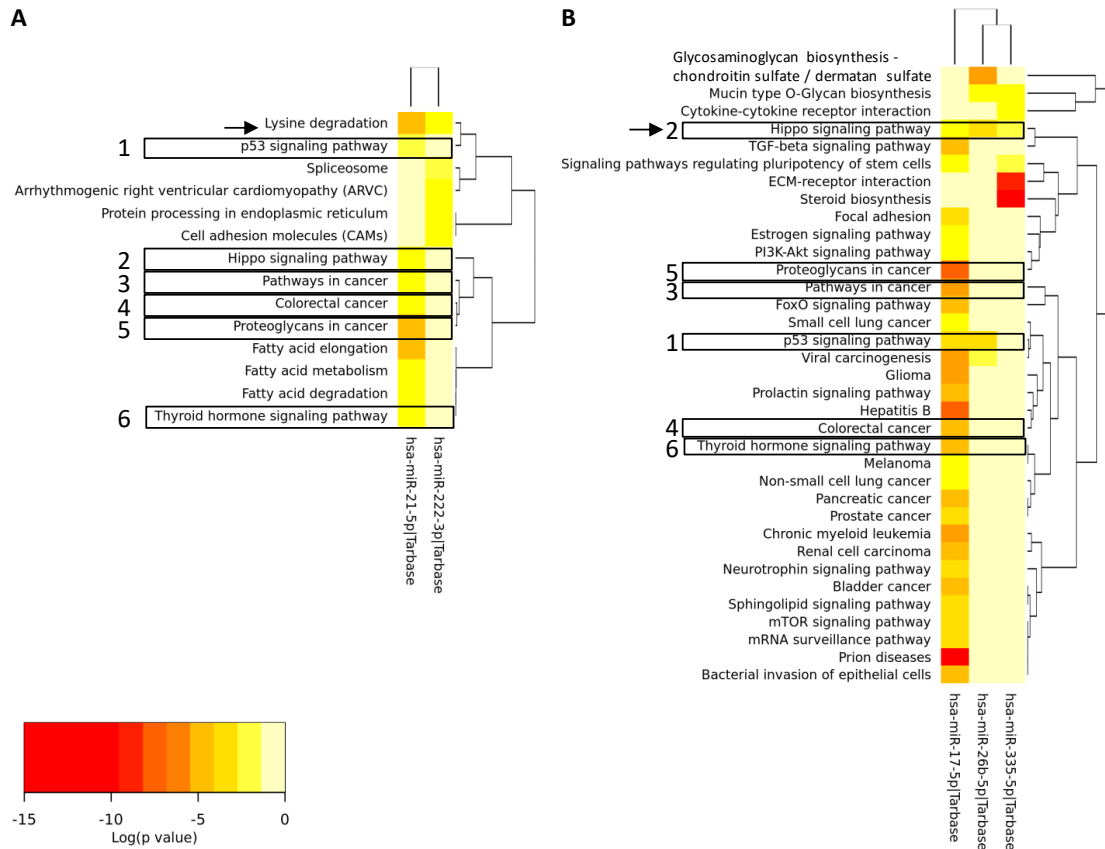 A
Lysine degradation
1
p53 signaling pathway
Spliceosome
Arrhythmogenic right ventricular cardiomyopathy (ARVC)
Protein processing in endoplasmic reticulum
Cell adhesion molecules (CAMs)
2
Hippo signaling pathway
3
Pathways in cancer
4
Colorectal cancer
5
Proteoglycans in cancer
Fatty acid elongation
Fatty acid metabolism
Fatty acid degradation
6
Thyroid hormone signaling pathway
hsa-miR-21-5p|Tarbase
hsa-miR-222-3p|Tarbase
-15
-10
-5
0
Log(p value)
B
Glycosaminoglycan biosynthesis -
chondroitin sulfate / dermatan sulfate
Mucin type O-Glycan biosynthesis
Cytokine-cytokine receptor interaction
2
Hippo signaling pathway
TGF-beta signaling pathway
Signaling pathways regulating pluripotency of stem cells
ECM-receptor interaction
Steroid biosynthesis
Focal adhesion
Estrogen signaling pathway
PI3K-Akt signaling pathway
5
Proteoglycans in cancer
3
Pathways in cancer
FoxO signaling pathway
Small cell lung cancer
1
p53 signaling pathway
Viral carcinogenesis
Glioma
Prolactin signaling pathway
Hepatitis B
4
Colorectal cancer
6
Thyroid hormone signaling pathway
Melanoma
Non-small cell lung cancer
Pancreatic cancer
Prostate cancer
Chronic myeloid leukemia
Renal cell carcinoma
Neurotrophin signaling pathway
Bladder cancer
Sphingolipid signaling pathway
mTOR signaling pathway
mRNA surveillance pathway
Prion diseases
Bacterial invasion of epithelial cells
hsa-miR-17-5p|Tarbase
hsa-miR-26b-5p|Tarbase
hsa-miR-335-5p|Tarbase